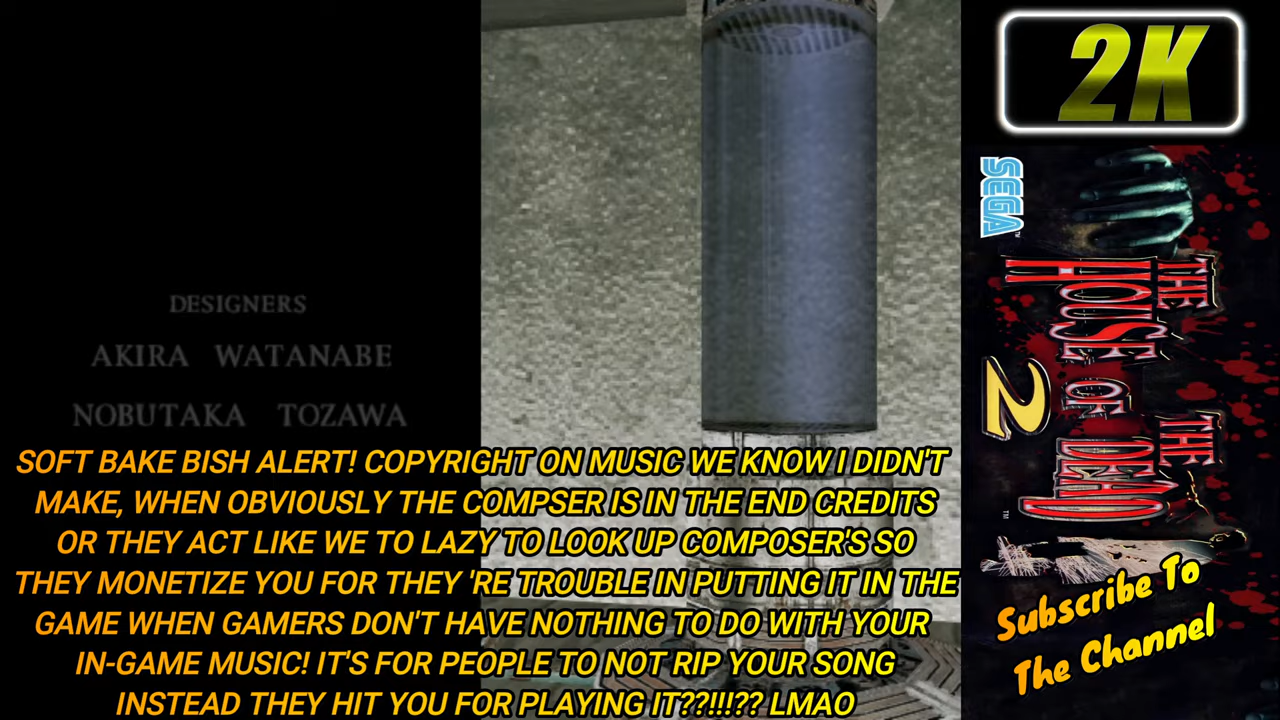 DESIGNERS
AKIRA WATANABE
NOBUTAKA TOZAWA
SOFT BAKE BISH ALERT! COPYRIGHT ON MUSIC WE KNOW I DIDN'T
MAKE, WHEN OBVIOUSLY THE COMPSER IS IN THE END CREDITS
OR THEY ACT LIKE WE TO LAZY TO LOOK UP COMPOSER'S SO
THEY MONETIZE YOU FOR THEY 'RE TROUBLE IN PUTTING IT IN THE
GAME WHEN GAMERS DON'T HAVE NOTHING TO DO WITH YOUR
IN-GAME MUSIC! IT'S FOR PEOPLE TO NOT RIP YOUR SONG
INSTEAD THEY HIT YOU FOR PLAYING IT??!!!?? LMAO
2K
SEGA™
THE THE
HOUSE OF DEAD™
2
Subscribe To
The Channel